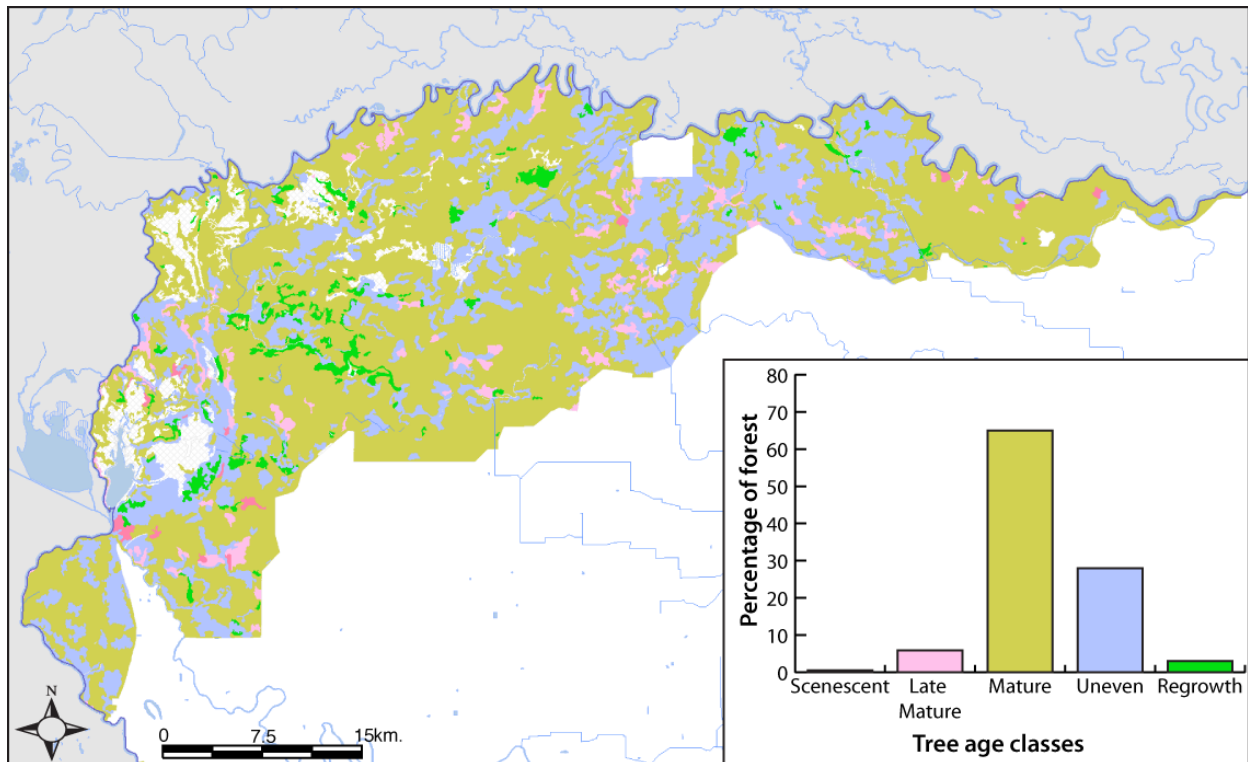 N
0 7.5 15km.
Percentage of forest
80
70
60
50
40
30
20
10
0
Scenescent Late Mature Uneven Regrowth
Mature
Tree age classes